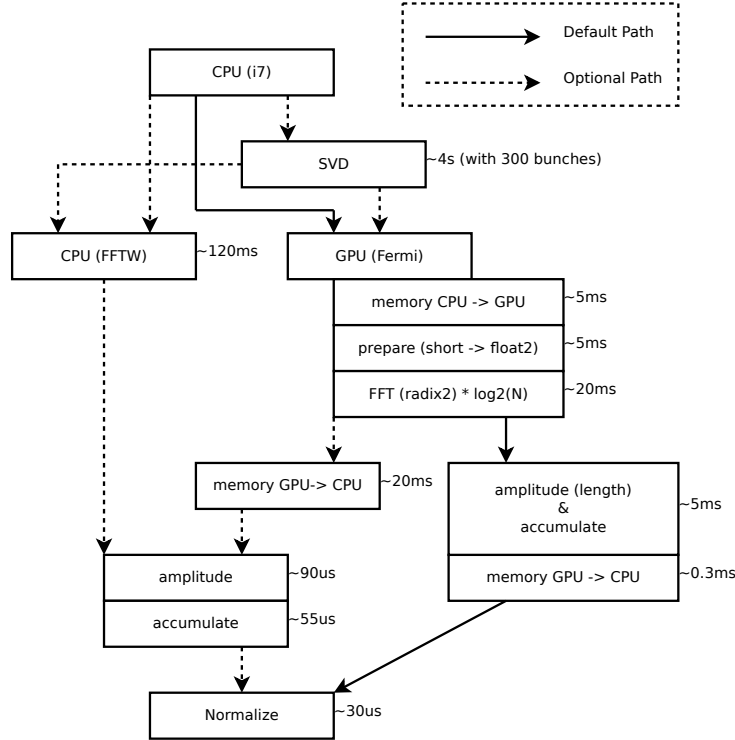 Default Path
Optional Path
CPU (i7)
SVD
~4s (with 300 bunches)
CPU (FFTW)
~120ms
GPU (Fermi)
memory CPU -> GPU
~5ms
prepare (short -> float2)
~5ms
FFT (radix2) * log2(N)
~20ms
memory GPU-> CPU
~20ms
amplitude (length)
&
accumulate
~5ms
amplitude
~90us
memory GPU -> CPU
~0.3ms
accumulate
~55us
Normalize
~30us